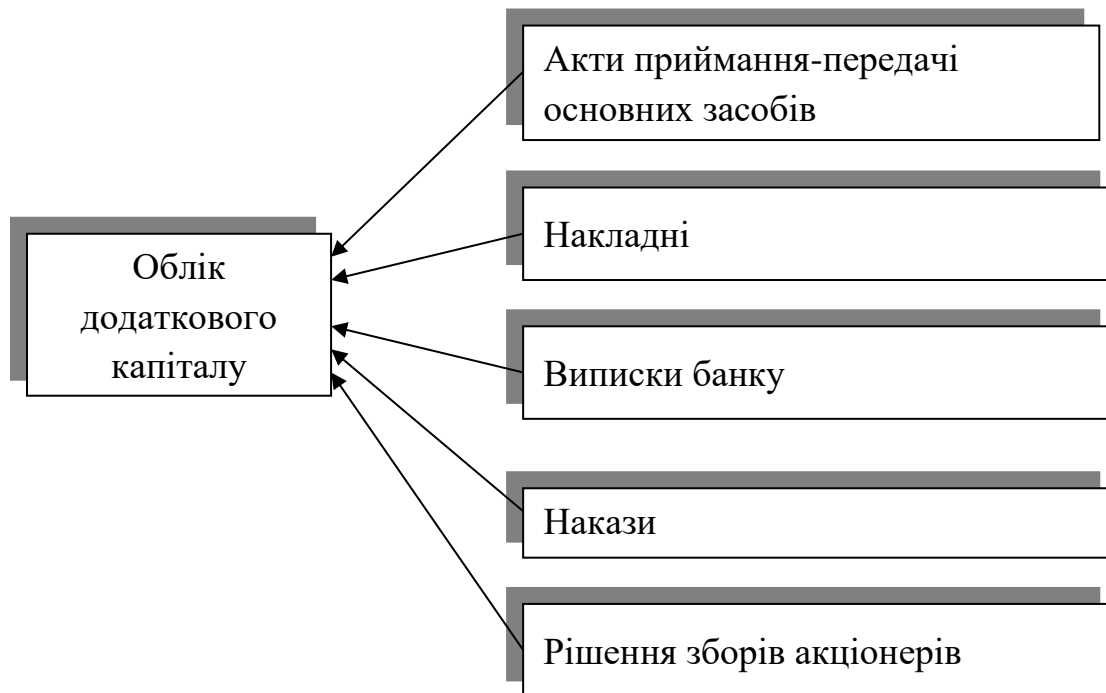 Акти приймання-передачі
основних засобів
Накладні
Облік
додаткового
капіталу
Виписки банку
Накази
Рішення зборів акціонерів